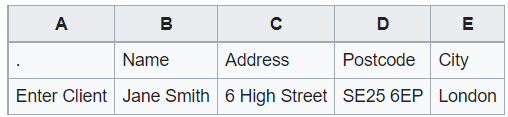 A B C D E
. Name Address Postcode City
Enter Client Jane Smith 6 High Street SE25 6EP London